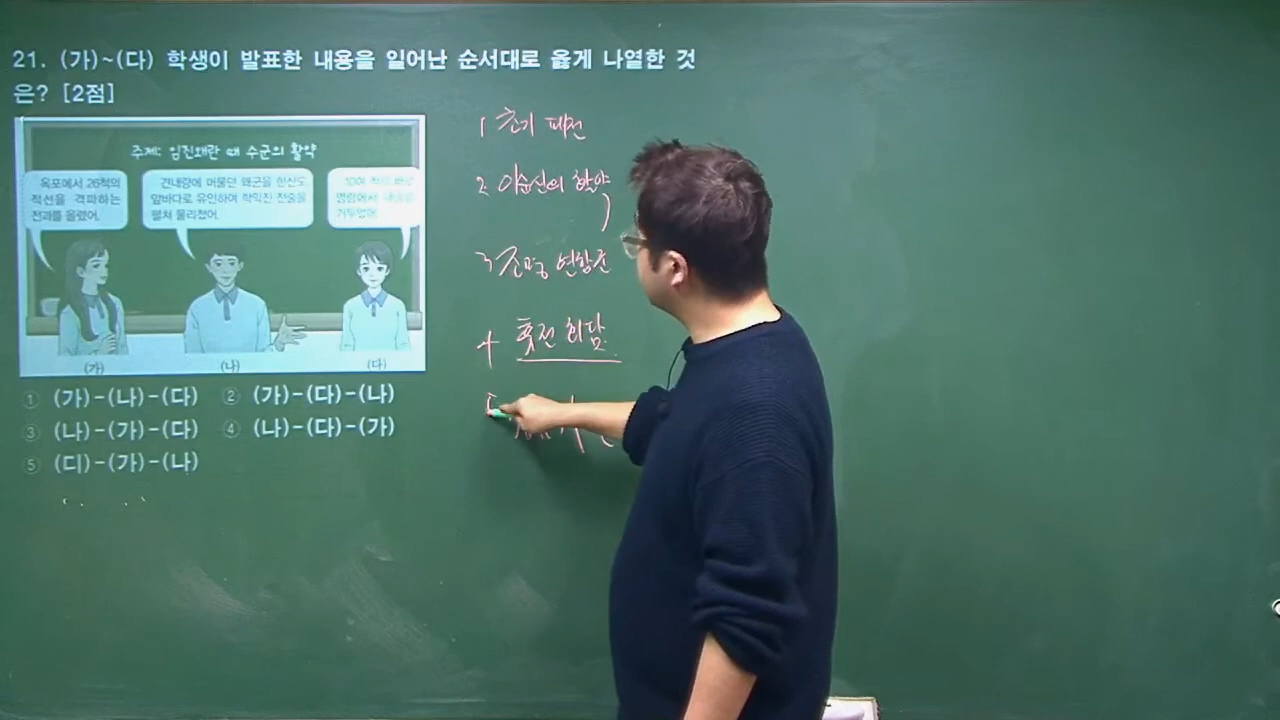 21. (가)~(다) 학생이 발표한 내용을 일어난 순서대로 옳게 나열한 것
은? [2점]
주제: 임진왜란 때 수군의 활약
옥포에서 26척의
적선을 격파하는
전과를 올렸어.
견내량에 머물던 왜군을 한산도
앞바다로 유인하여 학익진 전술을
펼쳐 물리쳤어.
10여 척의
명량에서
거두었어.
(가)
(나)
(다)
① (가)-(나)-(다) ② (가)-(다)-(나)
③ (나)-(가)-(다) ④ (나)-(다)-(가)
⑤ (다)-(가)-(나)
1 초기 패전
2 이순신의 활약
3 조명 연합군
4 휴전 회담